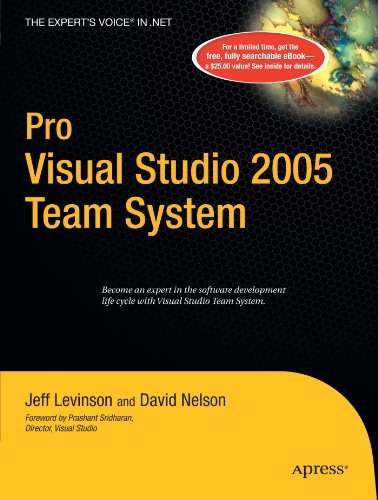 THE EXPERT'S VOICE® IN .NET
For a limited time, get the
free, fully searchable eBook—
a $25.00 value! See inside for details.
Pro
Visual Studio 2005
Team System
Become an expert in the software development
life cycle with Visual Studio Team System.
Jeff Levinson and David Nelson
Foreword by Prashant Sridharan,
Director, Visual Studio
Apress®